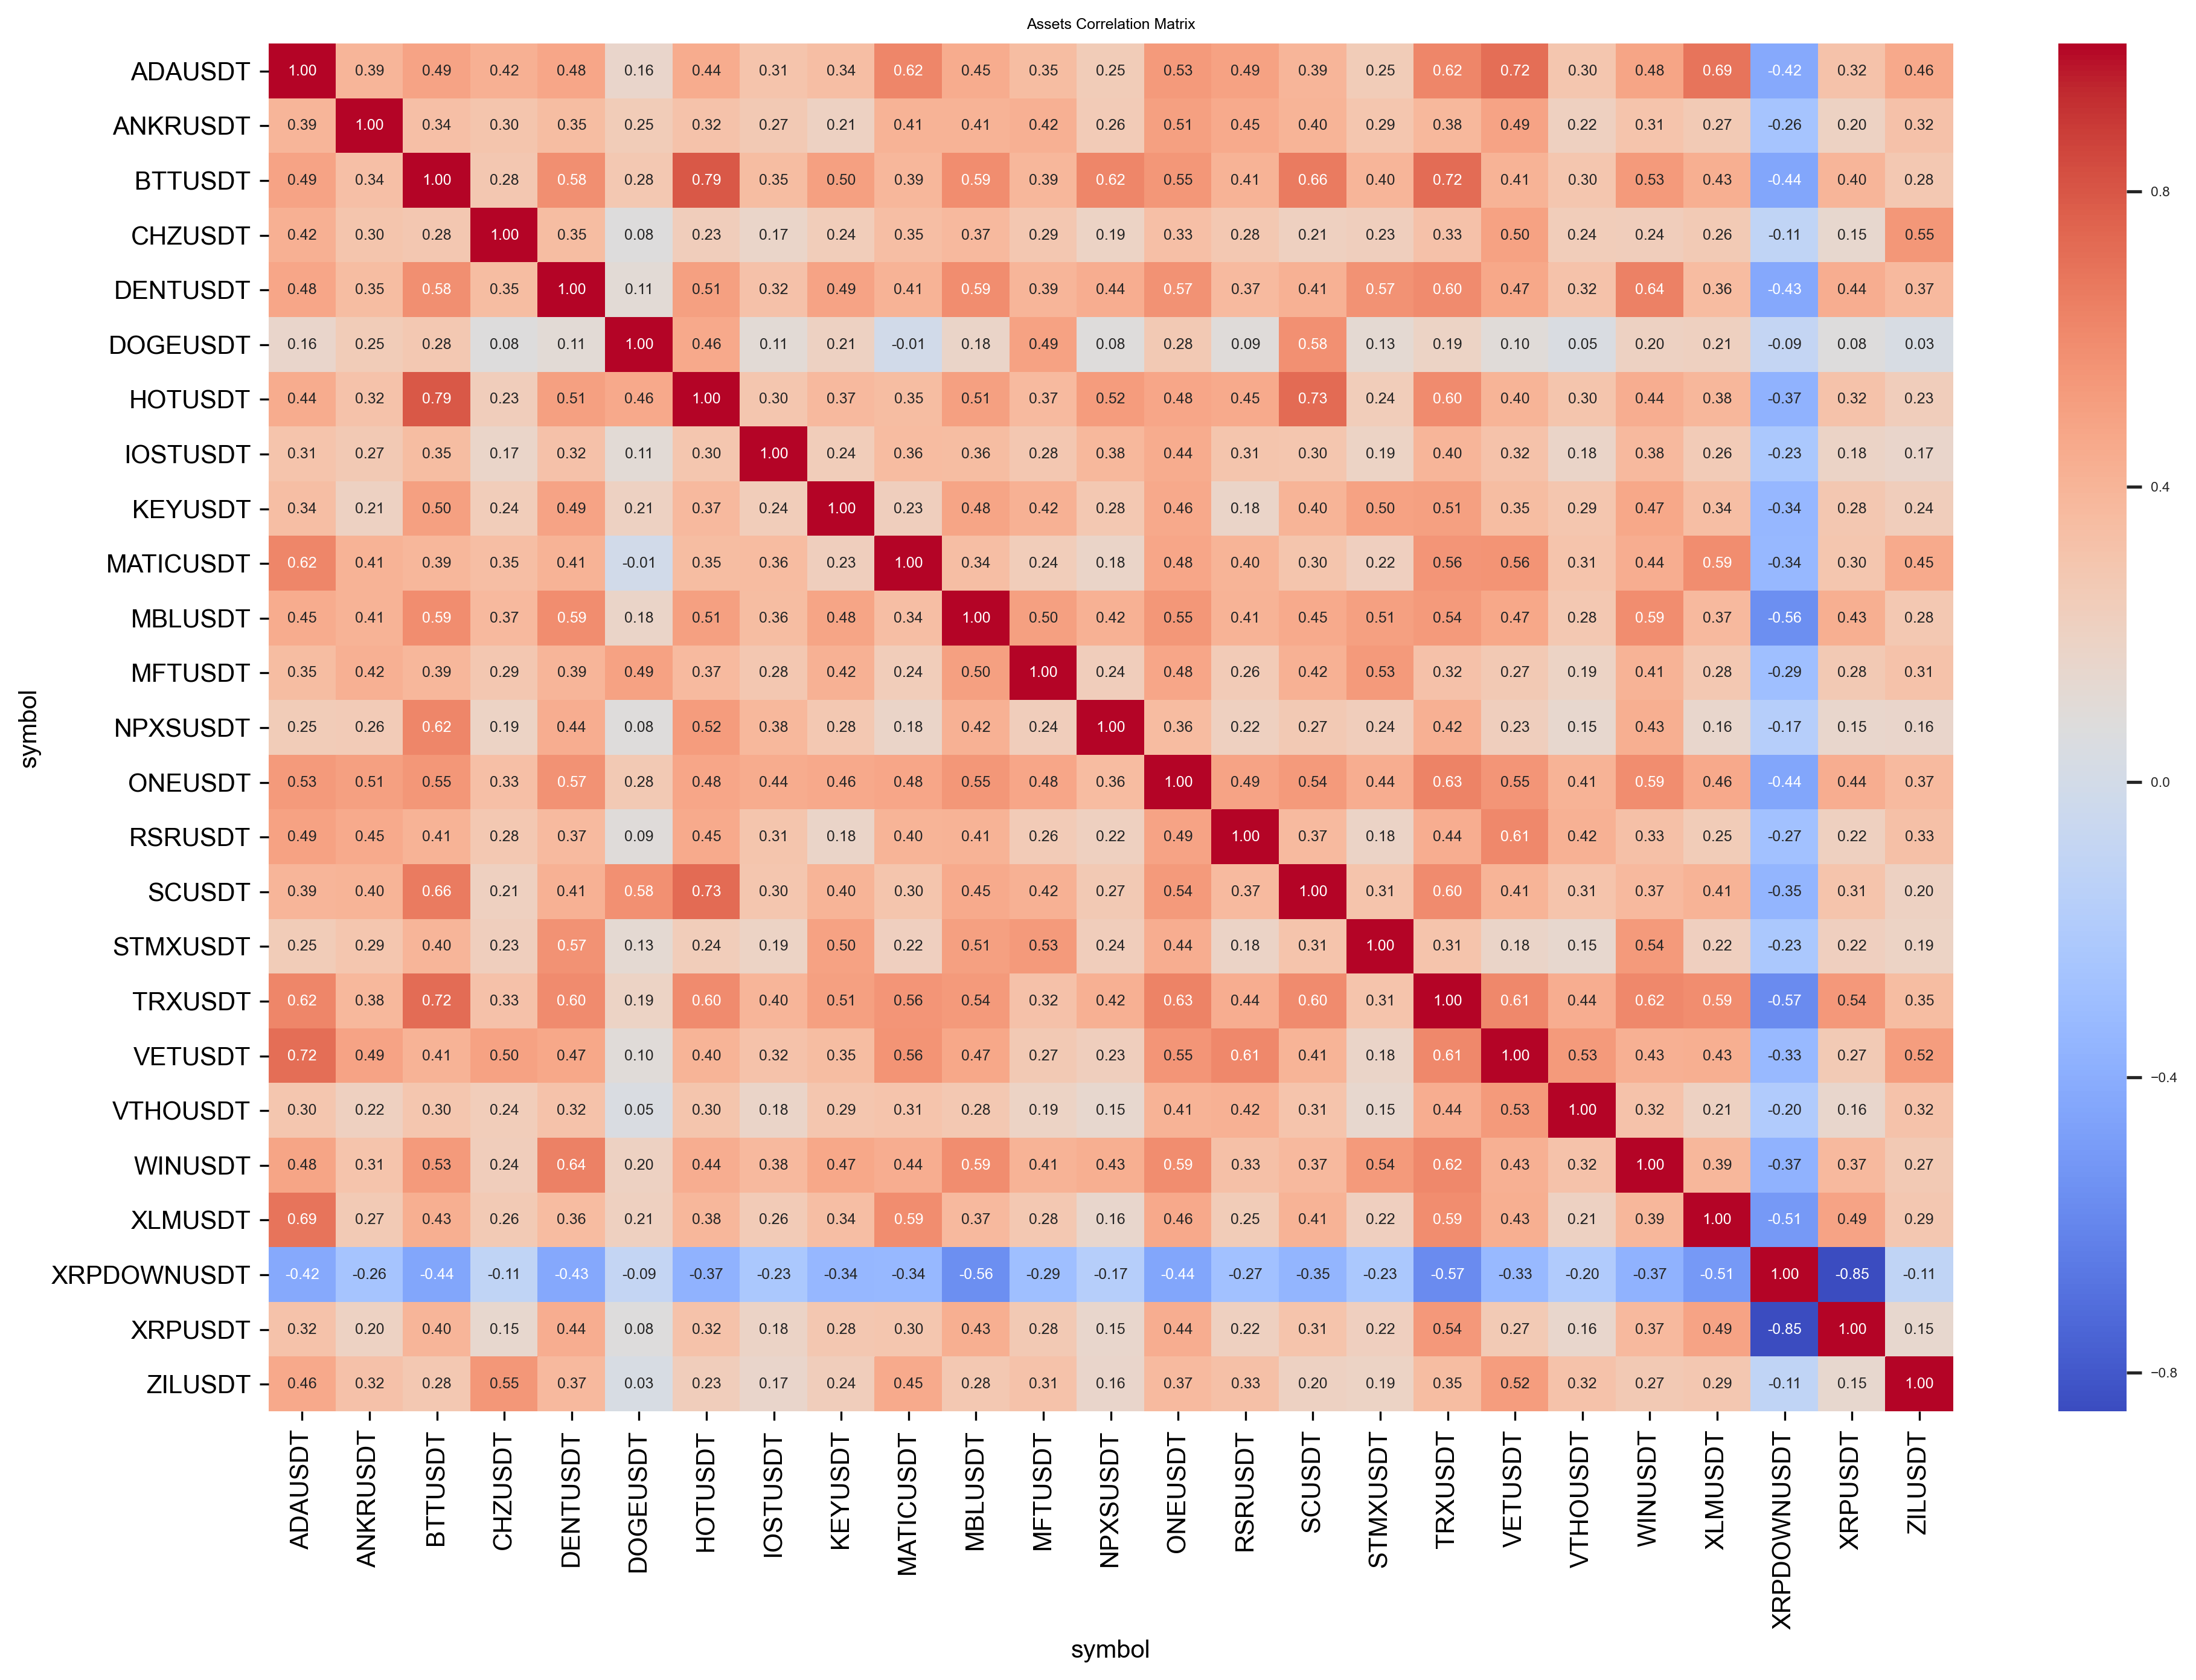 Assets Correlation Matrix
symbol
ADAUSDT 1.00 0.39 0.49 0.42 0.48 0.16 0.44 0.31 0.34 0.62 0.45 0.35 0.25 0.53 0.49 0.39 0.25 0.62 0.72 0.30 0.48 0.69 -0.42 0.32 0.46
ANKRUSDT 0.39 1.00 0.34 0.30 0.35 0.25 0.32 0.27 0.21 0.41 0.41 0.42 0.26 0.51 0.45 0.40 0.29 0.38 0.49 0.22 0.31 0.27 -0.26 0.20 0.32
BTTUSDT 0.49 0.34 1.00 0.28 0.58 0.28 0.79 0.35 0.50 0.39 0.59 0.39 0.62 0.55 0.41 0.66 0.40 0.72 0.41 0.30 0.53 0.43 -0.44 0.40 0.28
CHZUSDT 0.42 0.30 0.28 1.00 0.35 0.08 0.23 0.17 0.24 0.35 0.37 0.29 0.19 0.33 0.28 0.21 0.23 0.33 0.50 0.24 0.24 0.26 -0.11 0.15 0.55
DENTUSDT 0.48 0.35 0.58 0.35 1.00 0.11 0.51 0.32 0.49 0.41 0.59 0.39 0.44 0.57 0.37 0.41 0.57 0.60 0.47 0.32 0.64 0.36 -0.43 0.44 0.37
DOGEUSDT 0.16 0.25 0.28 0.08 0.11 1.00 0.46 0.11 0.21 -0.01 0.18 0.49 0.08 0.28 0.09 0.58 0.13 0.19 0.10 0.05 0.20 0.21 -0.09 0.08 0.03
HOTUSDT 0.44 0.32 0.79 0.23 0.51 0.46 1.00 0.30 0.37 0.35 0.51 0.37 0.52 0.48 0.45 0.73 0.24 0.60 0.40 0.30 0.44 0.38 -0.37 0.32 0.23
IOSTUSDT 0.31 0.27 0.35 0.17 0.32 0.11 0.30 1.00 0.24 0.36 0.36 0.28 0.38 0.44 0.31 0.30 0.19 0.40 0.32 0.18 0.38 0.26 -0.23 0.18 0.17
KEYUSDT 0.34 0.21 0.50 0.24 0.49 0.21 0.37 0.24 1.00 0.23 0.48 0.42 0.28 0.46 0.18 0.40 0.50 0.51 0.35 0.29 0.47 0.34 -0.34 0.28 0.24
MATICUSDT 0.62 0.41 0.39 0.35 0.41 -0.01 0.35 0.36 0.23 1.00 0.34 0.24 0.18 0.48 0.40 0.30 0.22 0.56 0.56 0.31 0.44 0.59 -0.34 0.30 0.45
MBLUSDT 0.45 0.41 0.59 0.37 0.59 0.18 0.51 0.36 0.48 0.34 1.00 0.50 0.42 0.55 0.41 0.45 0.51 0.54 0.47 0.28 0.59 0.37 -0.56 0.43 0.28
MFTUSDT 0.35 0.42 0.39 0.29 0.39 0.49 0.37 0.28 0.42 0.24 0.50 1.00 0.24 0.48 0.26 0.42 0.53 0.32 0.27 0.19 0.41 0.28 -0.29 0.28 0.31
NPXSUSDT 0.25 0.26 0.62 0.19 0.44 0.08 0.52 0.38 0.28 0.18 0.42 0.24 1.00 0.36 0.22 0.27 0.24 0.42 0.23 0.15 0.43 0.16 -0.17 0.15 0.16
ONEUSDT 0.53 0.51 0.55 0.33 0.57 0.28 0.48 0.44 0.46 0.48 0.55 0.48 0.36 1.00 0.49 0.54 0.44 0.63 0.55 0.41 0.59 0.46 -0.44 0.44 0.37
RSRUSDT 0.49 0.45 0.41 0.28 0.37 0.09 0.45 0.31 0.18 0.40 0.41 0.26 0.22 0.49 1.00 0.37 0.18 0.44 0.61 0.42 0.33 0.25 -0.27 0.22 0.33
SCUSDT 0.39 0.40 0.66 0.21 0.41 0.58 0.73 0.30 0.40 0.30 0.45 0.42 0.27 0.54 0.37 1.00 0.31 0.60 0.41 0.31 0.37 0.41 -0.35 0.31 0.20
STMXUSDT 0.25 0.29 0.40 0.23 0.57 0.13 0.24 0.19 0.50 0.22 0.51 0.53 0.24 0.44 0.18 0.31 1.00 0.31 0.18 0.15 0.54 0.22 -0.23 0.22 0.19
TRXUSDT 0.62 0.38 0.72 0.33 0.60 0.19 0.60 0.40 0.51 0.56 0.54 0.32 0.42 0.63 0.44 0.60 0.31 1.00 0.61 0.44 0.62 0.59 -0.57 0.54 0.35
VETUSDT 0.72 0.49 0.41 0.50 0.47 0.10 0.40 0.32 0.35 0.56 0.47 0.27 0.23 0.55 0.61 0.41 0.18 0.61 1.00 0.53 0.43 0.43 -0.33 0.27 0.52
VTHOUSDT 0.30 0.22 0.30 0.24 0.32 0.05 0.30 0.18 0.29 0.31 0.28 0.19 0.15 0.41 0.42 0.31 0.15 0.44 0.53 1.00 0.32 0.21 -0.20 0.16 0.32
WINUSDT 0.48 0.31 0.53 0.24 0.64 0.20 0.44 0.38 0.47 0.44 0.59 0.41 0.43 0.59 0.33 0.37 0.54 0.62 0.43 0.32 1.00 0.39 -0.37 0.37 0.27
XLMUSDT 0.69 0.27 0.43 0.26 0.36 0.21 0.38 0.26 0.34 0.59 0.37 0.28 0.16 0.46 0.25 0.41 0.22 0.59 0.43 0.21 0.39 1.00 -0.51 0.49 0.29
XRPDOWNUSDT -0.42 -0.26 -0.44 -0.11 -0.43 -0.09 -0.37 -0.23 -0.34 -0.34 -0.56 -0.29 -0.17 -0.44 -0.27 -0.35 -0.23 -0.57 -0.33 -0.20 -0.37 -0.51 1.00 -0.85 -0.11
XRPUSDT 0.32 0.20 0.40 0.15 0.44 0.08 0.32 0.18 0.28 0.30 0.43 0.28 0.15 0.44 0.22 0.31 0.22 0.54 0.27 0.16 0.37 0.49 -0.85 1.00 0.15
ZILUSDT 0.46 0.32 0.28 0.55 0.37 0.03 0.23 0.17 0.24 0.45 0.28 0.31 0.16 0.37 0.33 0.20 0.19 0.35 0.52 0.32 0.27 0.29 -0.11 0.15 1.00
ADAUSDT ANKRUSDT BTTUSDT CHZUSDT DENTUSDT DOGEUSDT HOTUSDT IOSTUSDT KEYUSDT MATICUSDT MBLUSDT MFTUSDT NPXSUSDT ONEUSDT RSRUSDT SCUSDT STMXUSDT TRXUSDT VETUSDT VTHOUSDT WINUSDT XLMUSDT XRPDOWNUSDT XRPUSDT ZILUSDT
symbol
0.8
0.4
0.0
−0.4
−0.8